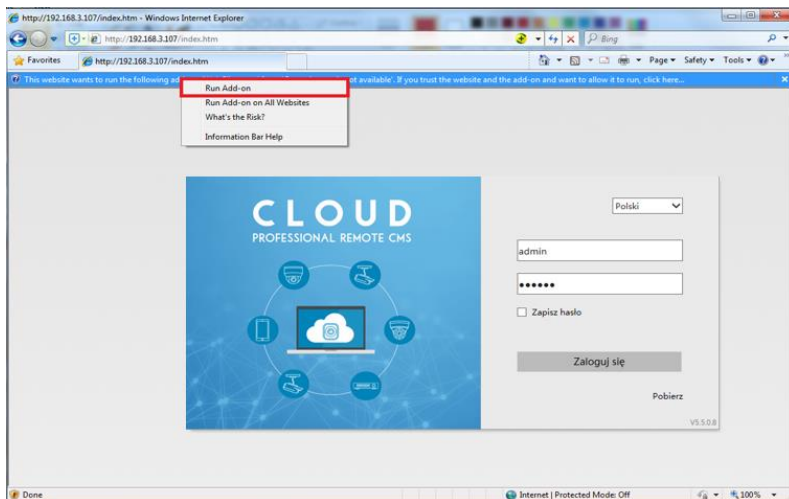 http://192.168.3.107/index.htm - Windows Internet Explorer
http://192.168.3.107/index.htm
Bing
Favorites
http://192.168.3.107/index.htm
Page
Safety
Tools
This website wants to run the following ad
ot available'. If you trust the website and the add-on and want to allow it to run, click here...
Run Add-on
Run Add-on on All Websites
What's the Risk?
Information Bar Help
CLOUD
PROFESSIONAL REMOTE CMS
Polski
admin
••••••
Zapisz hasło
Zaloguj się
Pobierz
V5.5.0.8
Done
Internet | Protected Mode: Off
100%